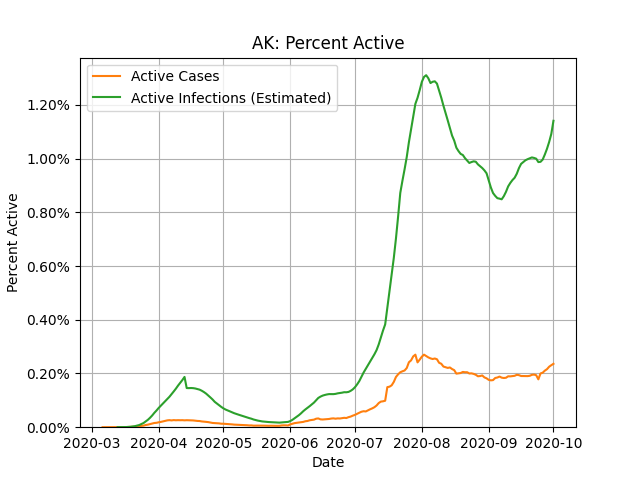 AK: Percent Active
Active Cases
Active Infections (Estimated)
Percent Active
1.20%
1.00%
0.80%
0.60%
0.40%
0.20%
0.00%
2020-03 2020-04 2020-05 2020-06 2020-07 2020-08 2020-09 2020-10
Date